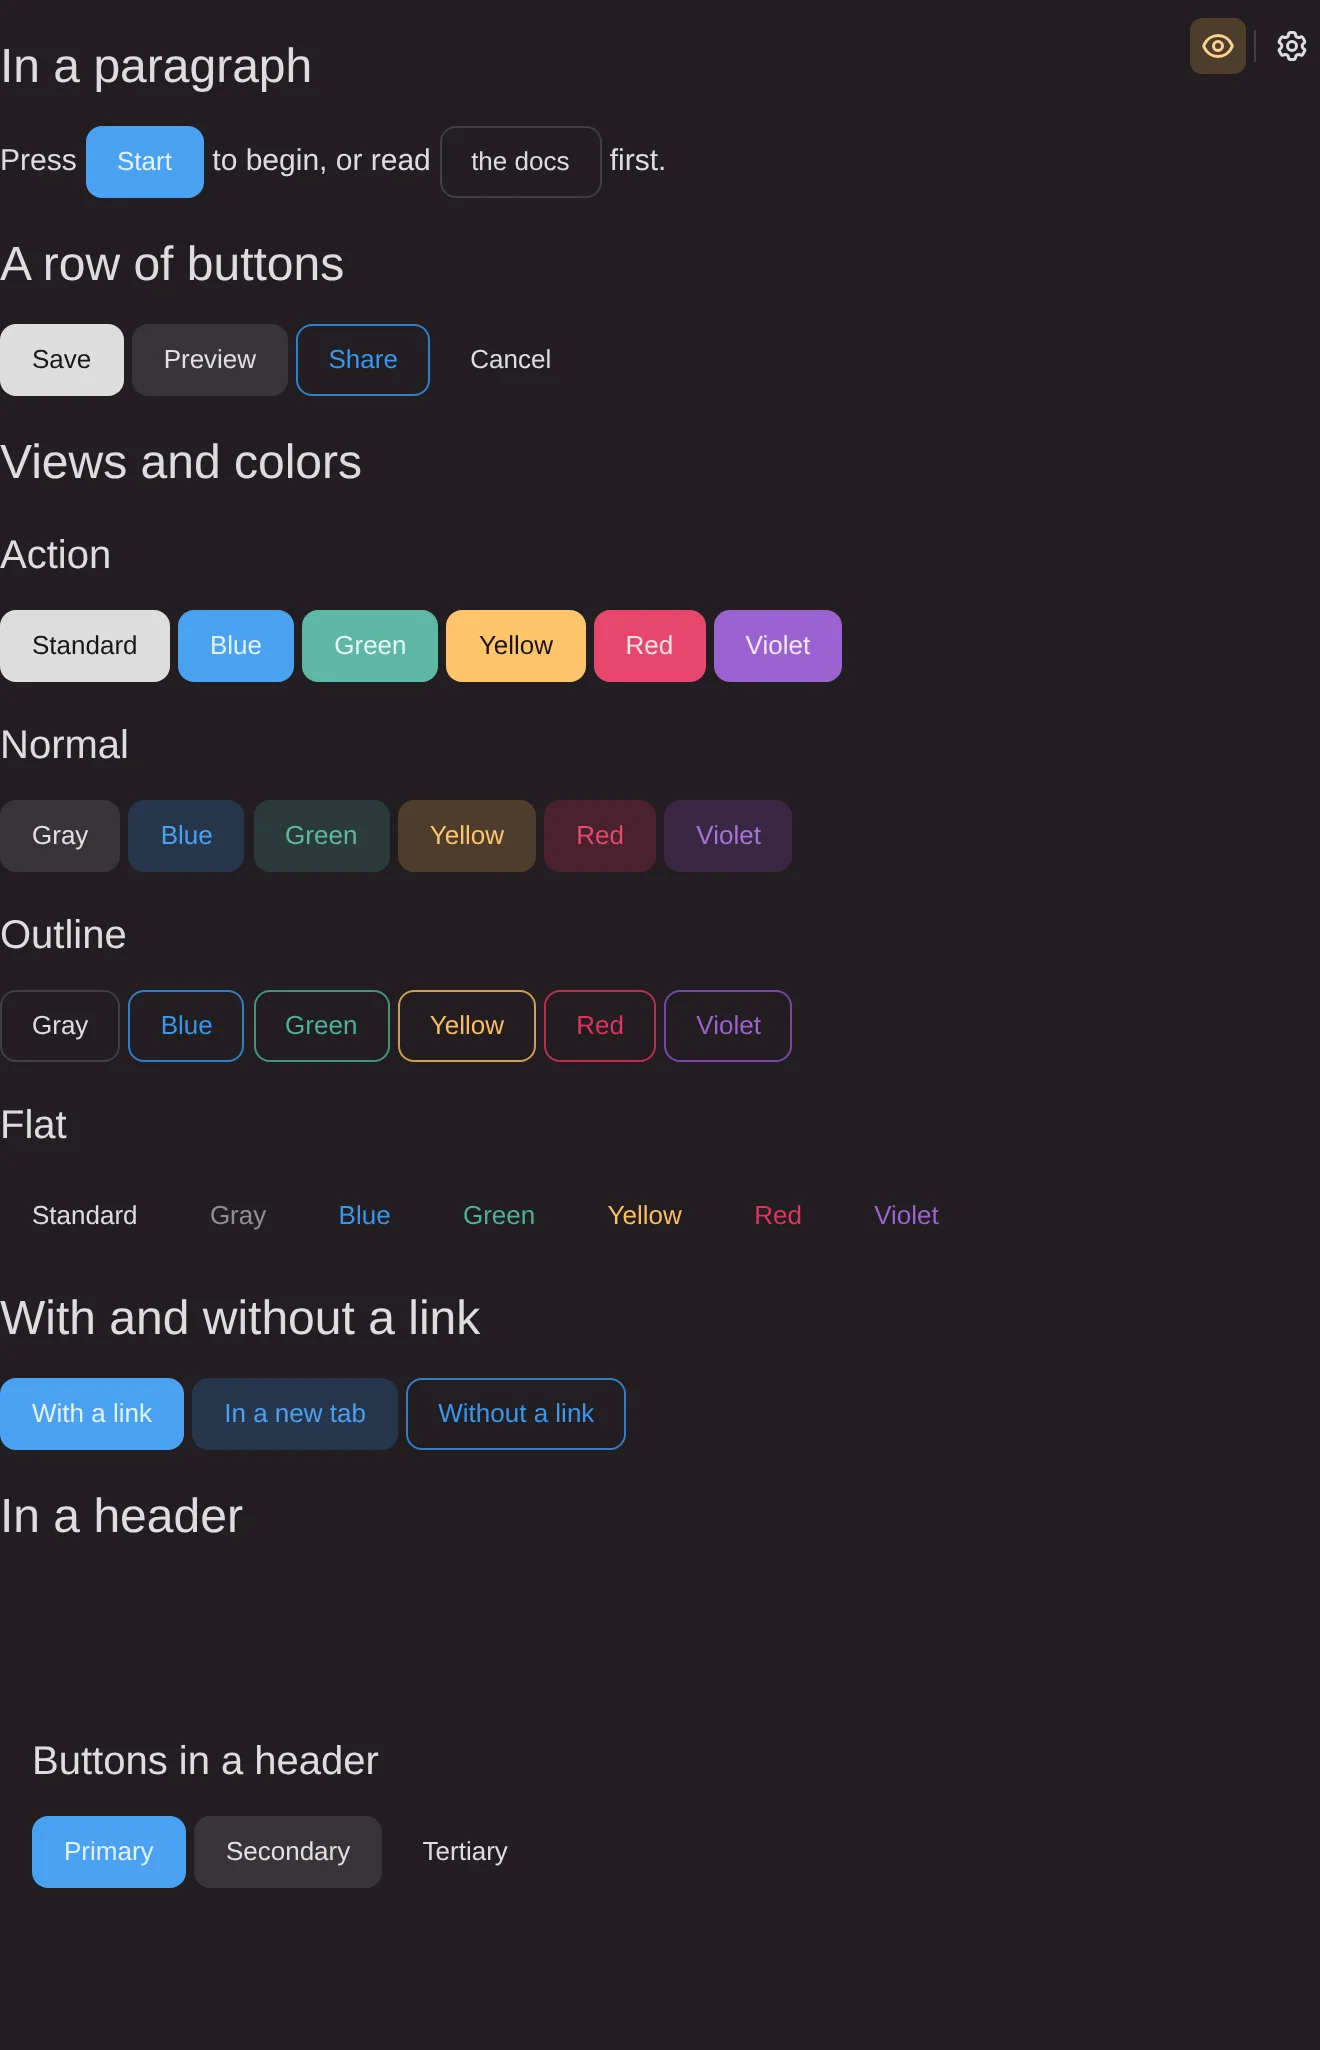 In a paragraph
Press Start to begin, or read the docs first.
A row of buttons
Save Preview Share Cancel
Views and colors
Action
Standard Blue Green Yellow Red Violet
Normal
Gray Blue Green Yellow Red Violet
Outline
Gray Blue Green Yellow Red Violet
Flat
Standard Gray Blue Green Yellow Red Violet
With and without a link
With a link In a new tab Without a link
In a header
Buttons in a header
Primary Secondary Tertiary